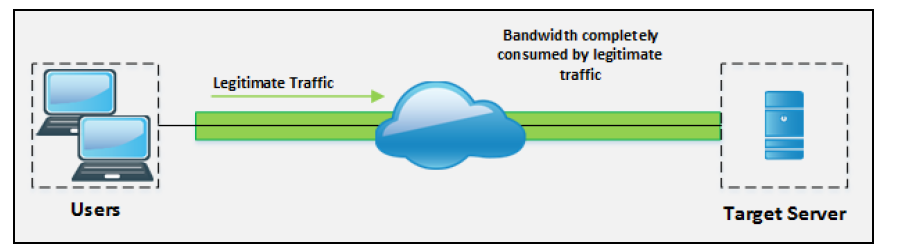 Bandwidth completely
consumed by legitimate
traffic
Legitimate Traffic
Users
Target Server